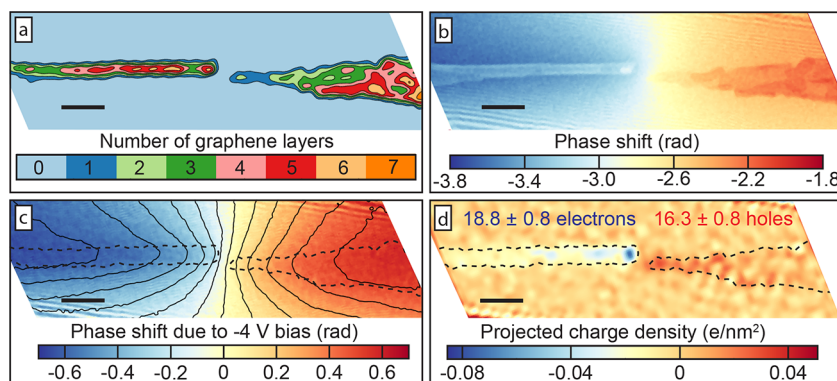 a
Number of graphene layers
0 1 2 3 4 5 6 7
b
Phase shift (rad)
-3.8 -3.4 -3.0 -2.6 -2.2 -1.8
c
Phase shift due to -4 V bias (rad)
-0.6 -0.4 -0.2 0 0.2 0.4 0.6
d
18.8 ± 0.8 electrons 16.3 ± 0.8 holes
Projected charge density (e/nm²)
-0.08 -0.04 0 0.04